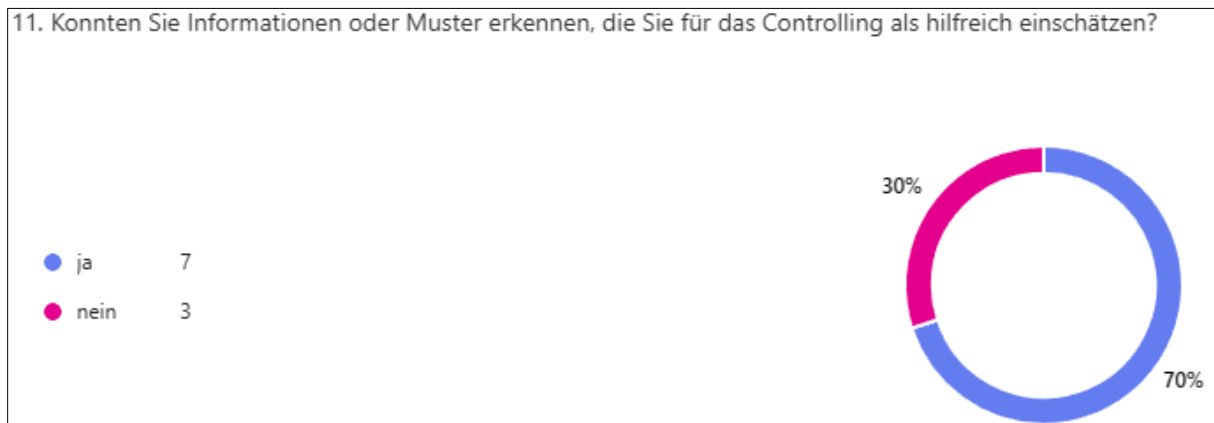 11. Konnten Sie Informationen oder Muster erkennen, die Sie für das Controlling als hilfreich einschätzen?
30%
ja 7
nein 3
70%